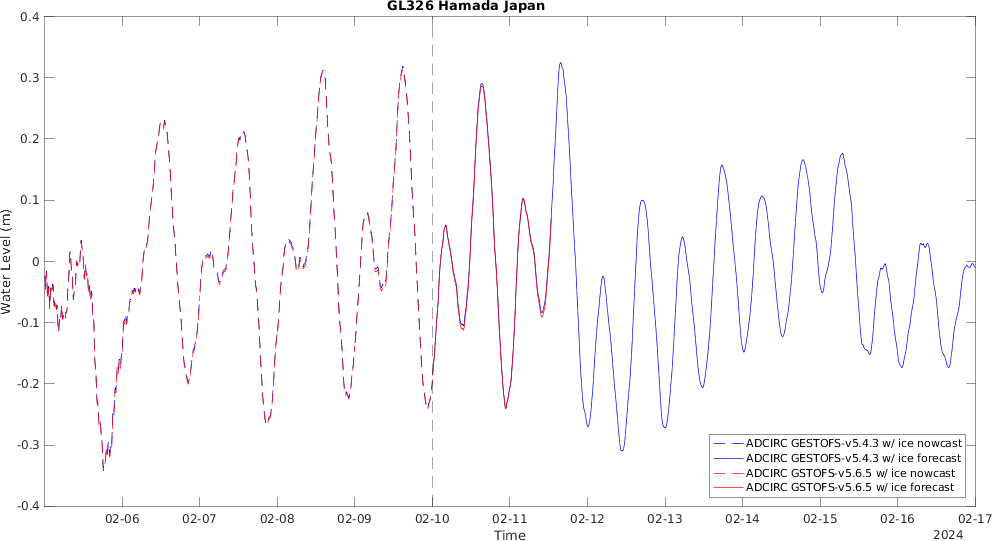 GL326 Hamada Japan
0.4
0.3
0.2
0.1
0
-0.1
-0.2
-0.3
-0.4
Water Level (m)
02-06 02-07 02-08 02-09 02-10 02-11 02-12 02-13 02-14 02-15 02-16 02-17
Time
2024
ADCIRC GESTOFS-v5.4.3 w/ ice nowcast
ADCIRC GESTOFS-v5.4.3 w/ ice forecast
ADCIRC GSTOFS-v5.6.5 w/ ice nowcast
ADCIRC GSTOFS-v5.6.5 w/ ice forecast